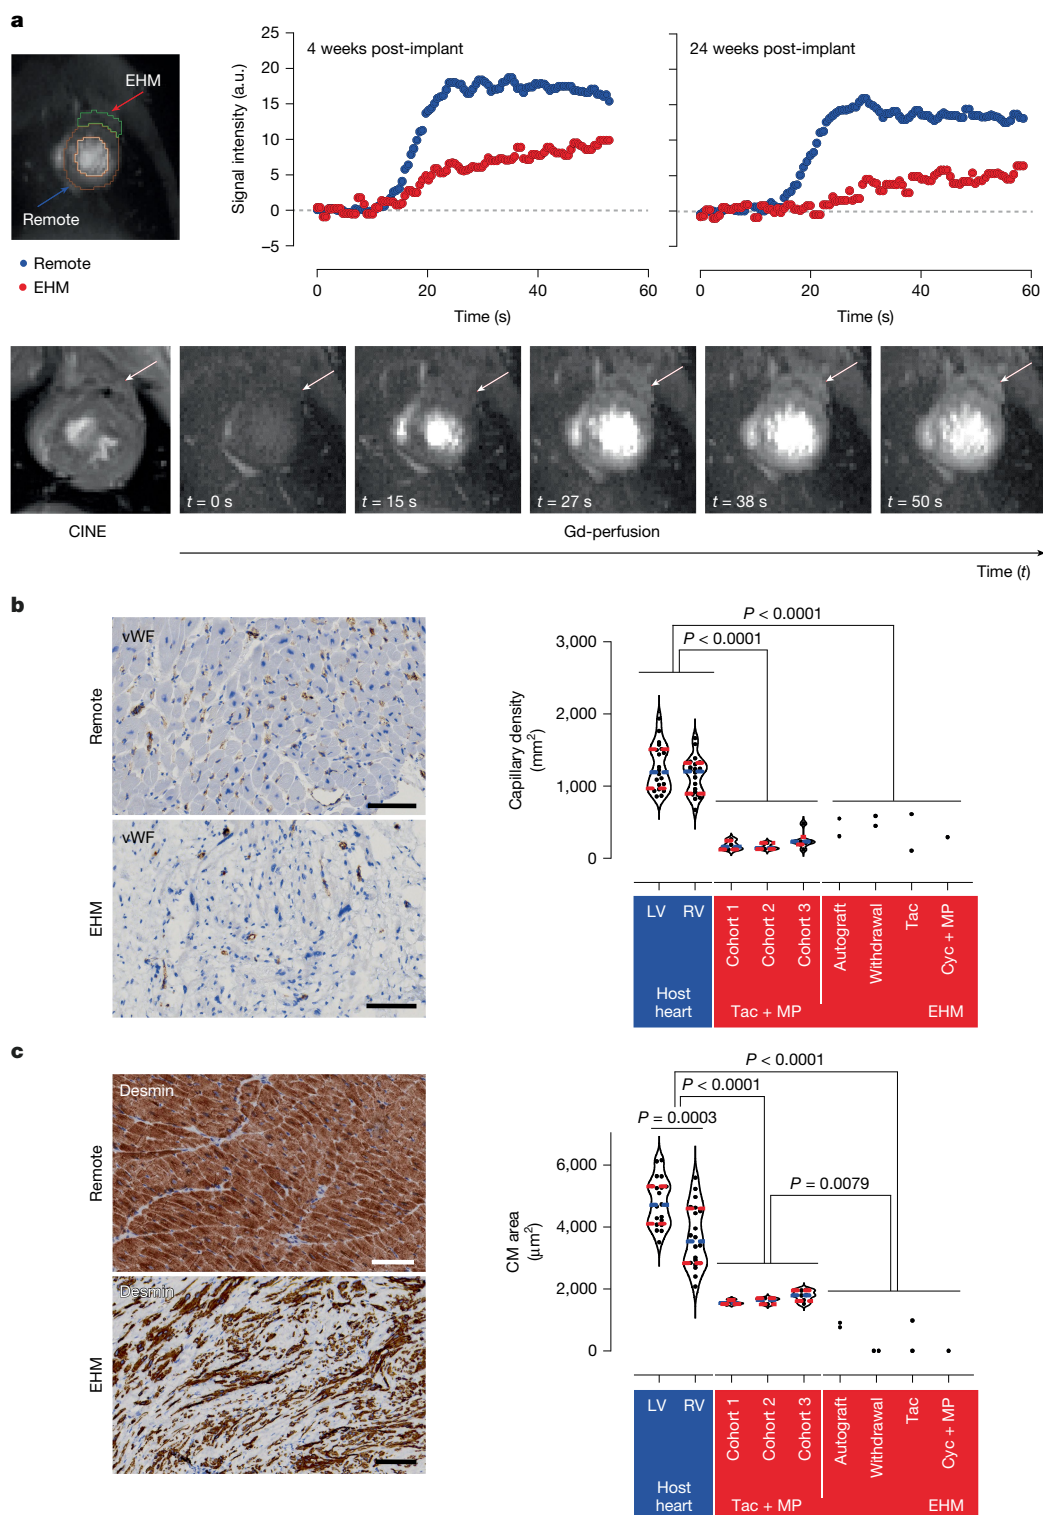 a
EHM
Remote
Remote
EHM
4 weeks post-implant
24 weeks post-implant
Signal intensity (a.u.)
25
20
15
10
5
0
–5
0 20 40 60
0 20 40 60
Time (s)
Time (s)
t = 0 s
t = 15 s
t = 27 s
t = 38 s
t = 50 s
CINE
Gd-perfusion
Time (t)
b
Remote
vWF
EHM
vWF
P < 0.0001
P < 0.0001
Capillary density
(mm²)
3,000
2,000
1,000
0
LV
RV
Cohort 1
Cohort 2
Cohort 3
Autograft
Withdrawal
Tac
Cyc + MP
Host
heart
Tac + MP
EHM
c
Remote
Desmin
EHM
Desmin
P < 0.0001
P < 0.0001
P = 0.0003
P = 0.0079
CM area
(μm²)
6,000
4,000
2,000
0
LV
RV
Cohort 1
Cohort 2
Cohort 3
Autograft
Withdrawal
Tac
Cyc + MP
Host
heart
Tac + MP
EHM